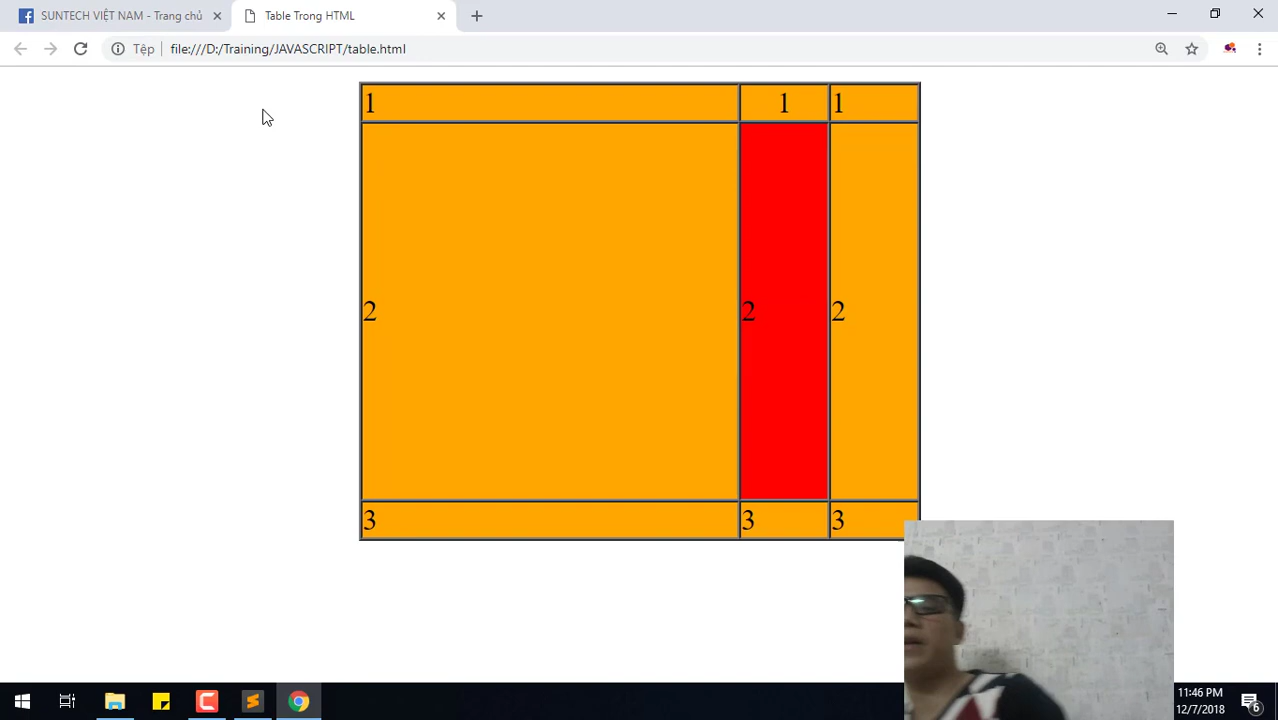 SUNTECH VIỆT NAM - Trang chủ
Table Trong HTML
Tệp
file:///D:/Training/JAVASCRIPT/table.html
1 1 1
2 2 2
3 3 3
11:46 PM
12/7/2018
6